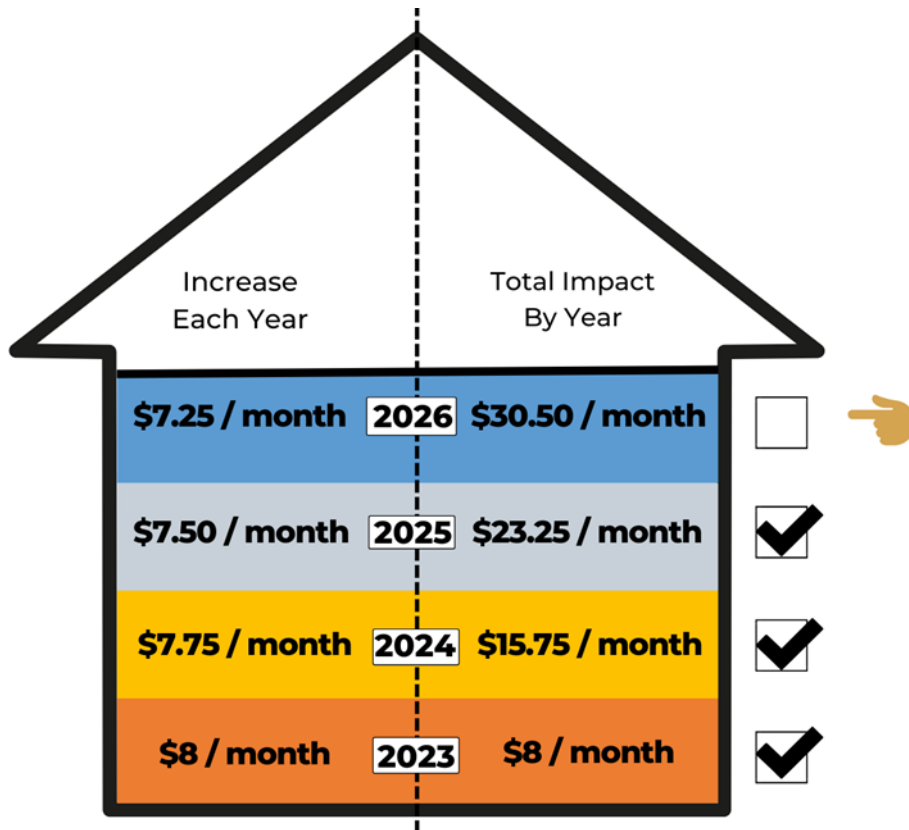 Increase
Each Year
Total Impact
By Year
$7.25 / month 2026 $30.50 / month
$7.50 / month 2025 $23.25 / month
$7.75 / month 2024 $15.75 / month
$8 / month 2023 $8 / month